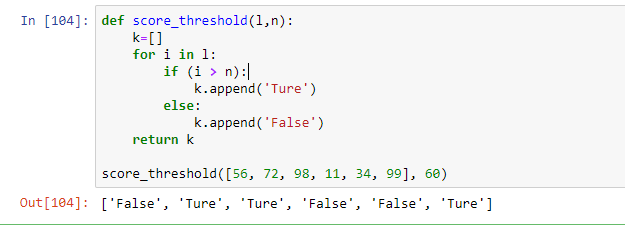 In [104]: def score_threshold(l,n):
    k=[]
    for i in l:
        if (i > n):
            k.append('Ture')
        else:
            k.append('False')
    return k
score_threshold([56, 72, 98, 11, 34, 99], 60)
Out[104]: ['False', 'Ture', 'Ture', 'False', 'False', 'Ture']